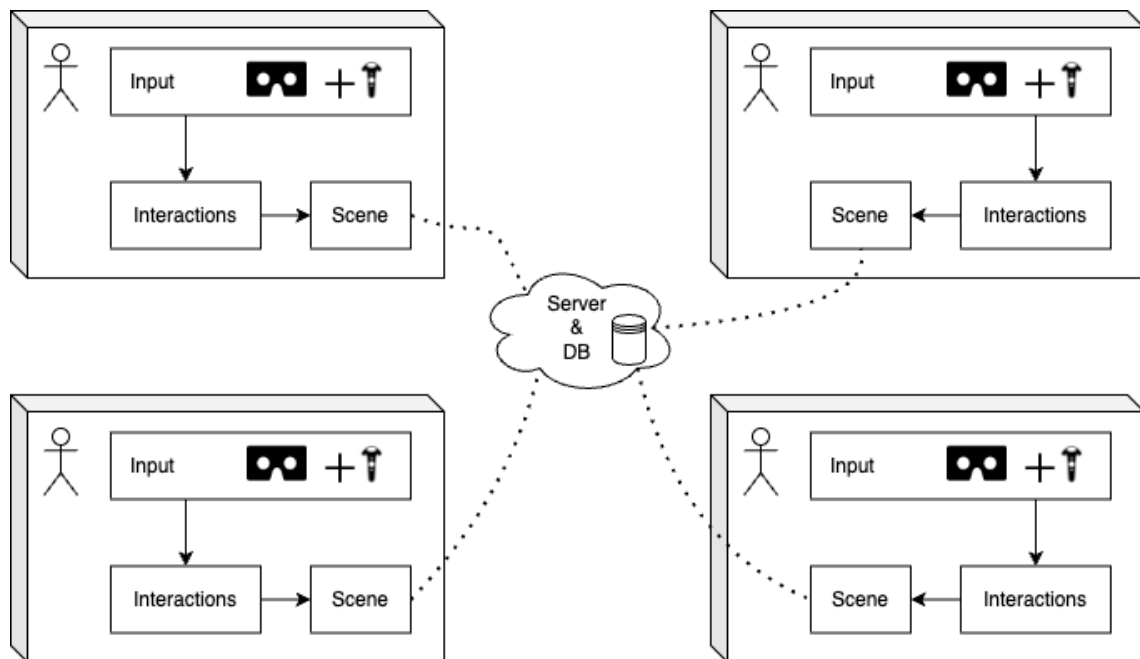 Input
Input
Interactions
Scene
Scene
Interactions
Server
&
DB
Input
Input
Interactions
Scene
Scene
Interactions